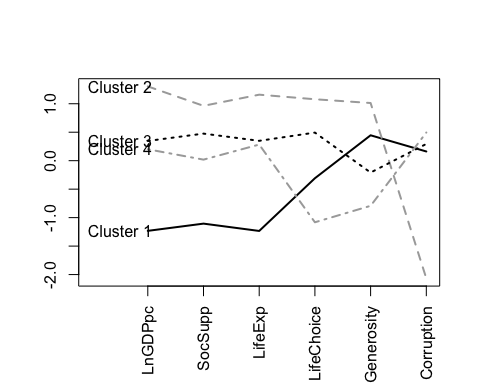 Cluster 2
Cluster 3
Cluster 4
Cluster 1
1.0
0.0
-1.0
-2.0
LnGDPpc
SocSupp
LifeExp
LifeChoice
Generosity
Corruption